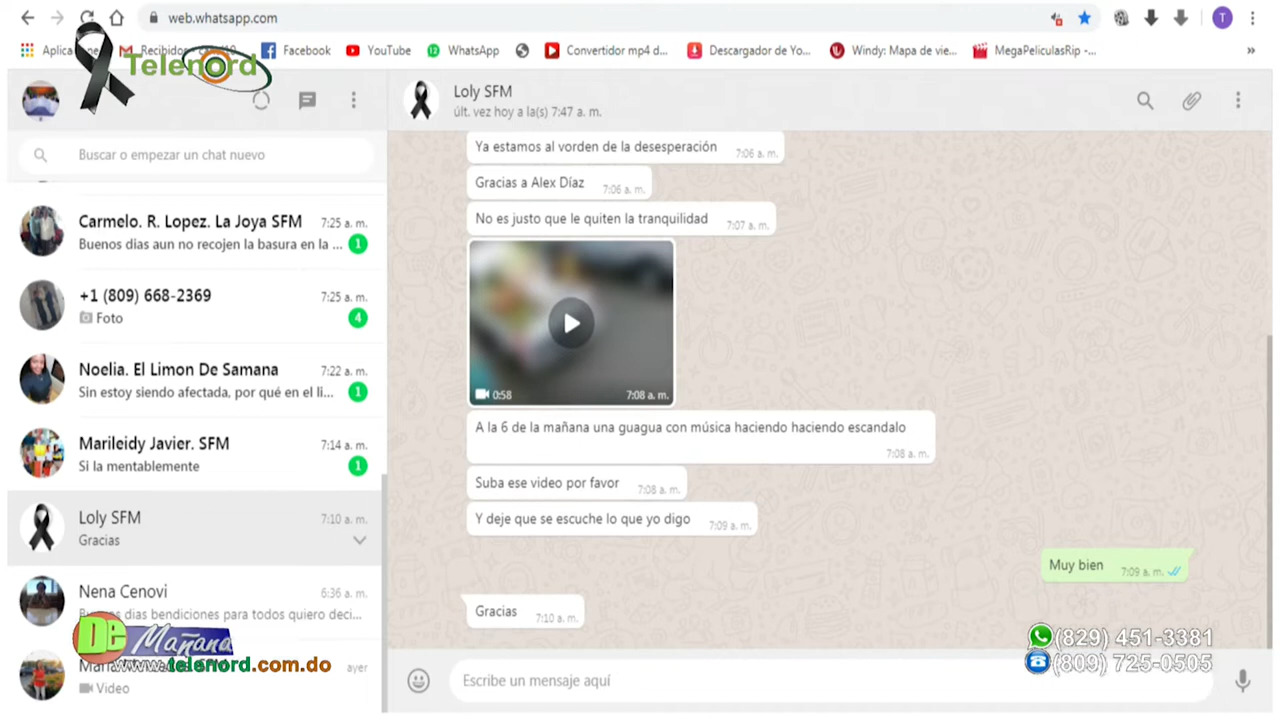 web.whatsapp.com
T
Facebook
YouTube
WhatsApp
Convertidor mp4 d...
Descargador de Yo...
Windy: Mapa de vie...
MegaPeliculasRip -...
»
Telenord
Loly SFM
últ. vez hoy a la(s) 7:47 a. m.
Buscar o empezar un chat nuevo
Carmelo. R. Lopez. La Joya SFM
7:25 a. m.
Buenos dias aun no recojen la basura en la ...
1
+1 (809) 668-2369
7:25 a. m.
Foto
4
Noelia. El Limon De Samana
7:22 a. m.
Sin estoy siendo afectada, por qué en el li...
1
Marileidy Javier. SFM
7:14 a. m.
Si la mentablemente
1
Loly SFM
7:10 a. m.
Gracias
Nena Cenovi
6:36 a. m.
dias bendiciones para todos quiero deci...
ayer
Video
De Mañana
www.telenord.com.do
Ya estamos al vorden de la desesperación
7:06 a. m.
Gracias a Alex Díaz
7:06 a. m.
No es justo que le quiten la tranquilidad
7:07 a. m.
0:58
7:08 a. m.
A la 6 de la mañana una guagua con música haciendo haciendo escandalo
7:08 a. m.
Suba ese video por favor
7:08 a. m.
Y deje que se escuche lo que yo digo
7:09 a. m.
Muy bien
7:09 a. m.
Gracias
7:10 a. m.
(829) 451-3381
(809) 725-0505
Escribe un mensaje aquí